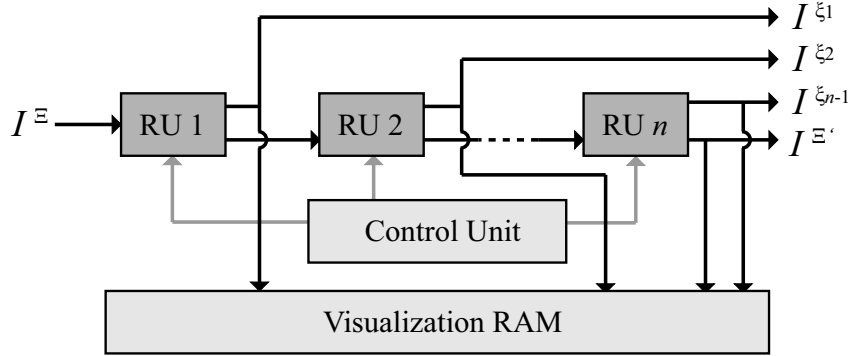 I ξ1
I ξ2
I Ξ
RU 1
RU 2
RU n
I ξn-1
I Ξ‘
Control Unit
Visualization RAM